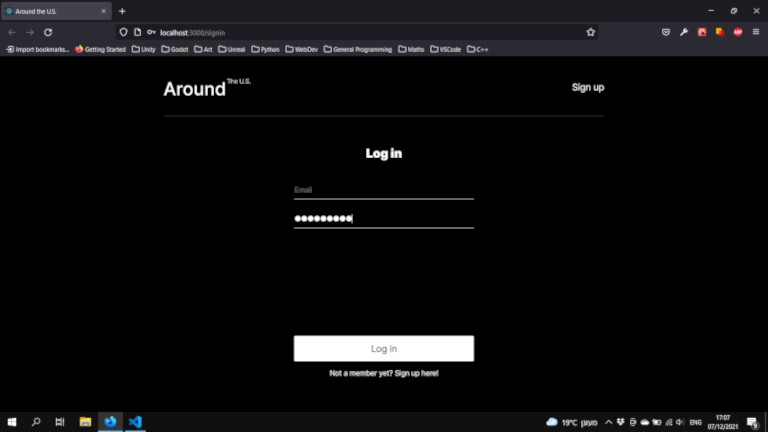 Around the U.S.
localhost:3000/signin
Import bookmarks...
Getting Started
Unity
Godot
Art
Unreal
Python
WebDev
General Programming
Maths
VSCode
C++
Around The U.S.
Sign up
Log in
Email
Log in
Not a member yet? Sign up here!
19°C מעונן
ENG
17:07
07/12/2021